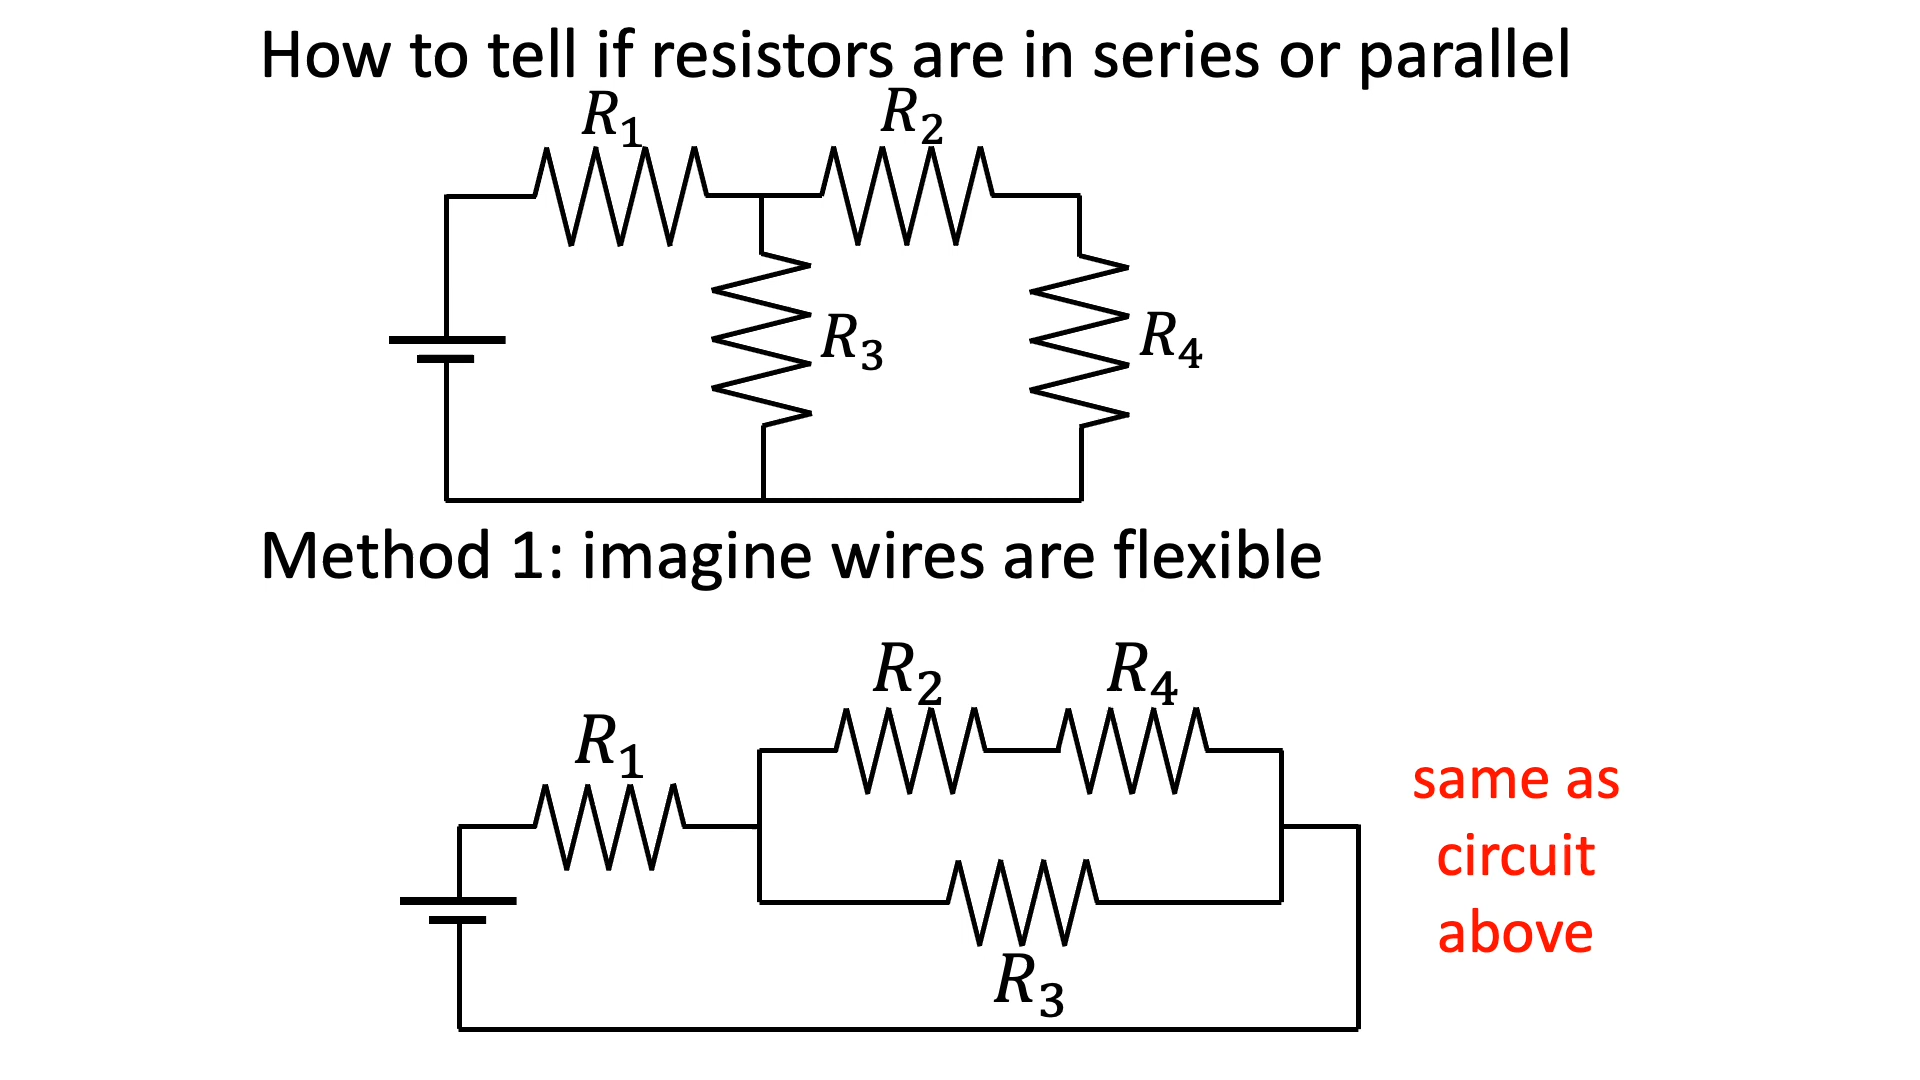 How to tell if resistors are in series or parallel
R₁ R₂
R₃ R₄
Method 1: imagine wires are flexible
R₂ R₄
R₁
same as
circuit
above
R₃